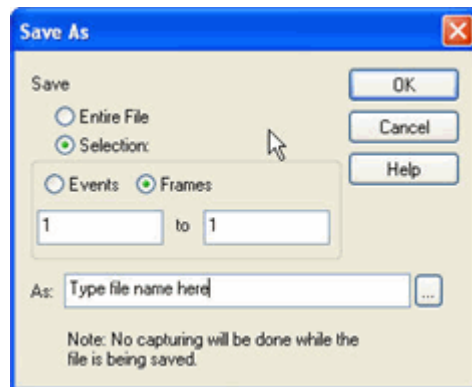 Save As
Save
OK
Entire File
Cancel
Selection:
Help
Events Frames
1 to 1
As: Type file name here ...
Note: No capturing will be done while the
file is being saved.